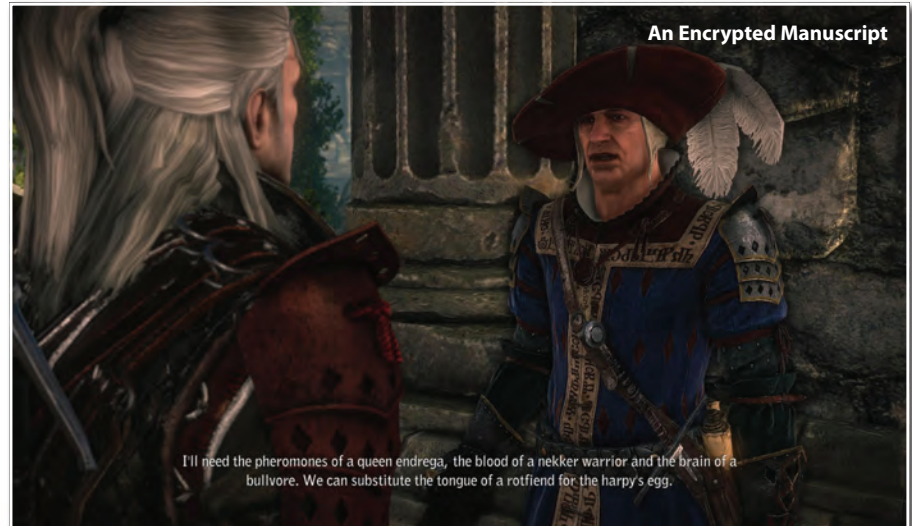 An Encrypted Manuscript
I'll need the pheromones of a queen endrega, the blood of a nekker warrior and the brain of a
bullvore. We can substitute the tongue of a rotfiend for the harpy's egg.